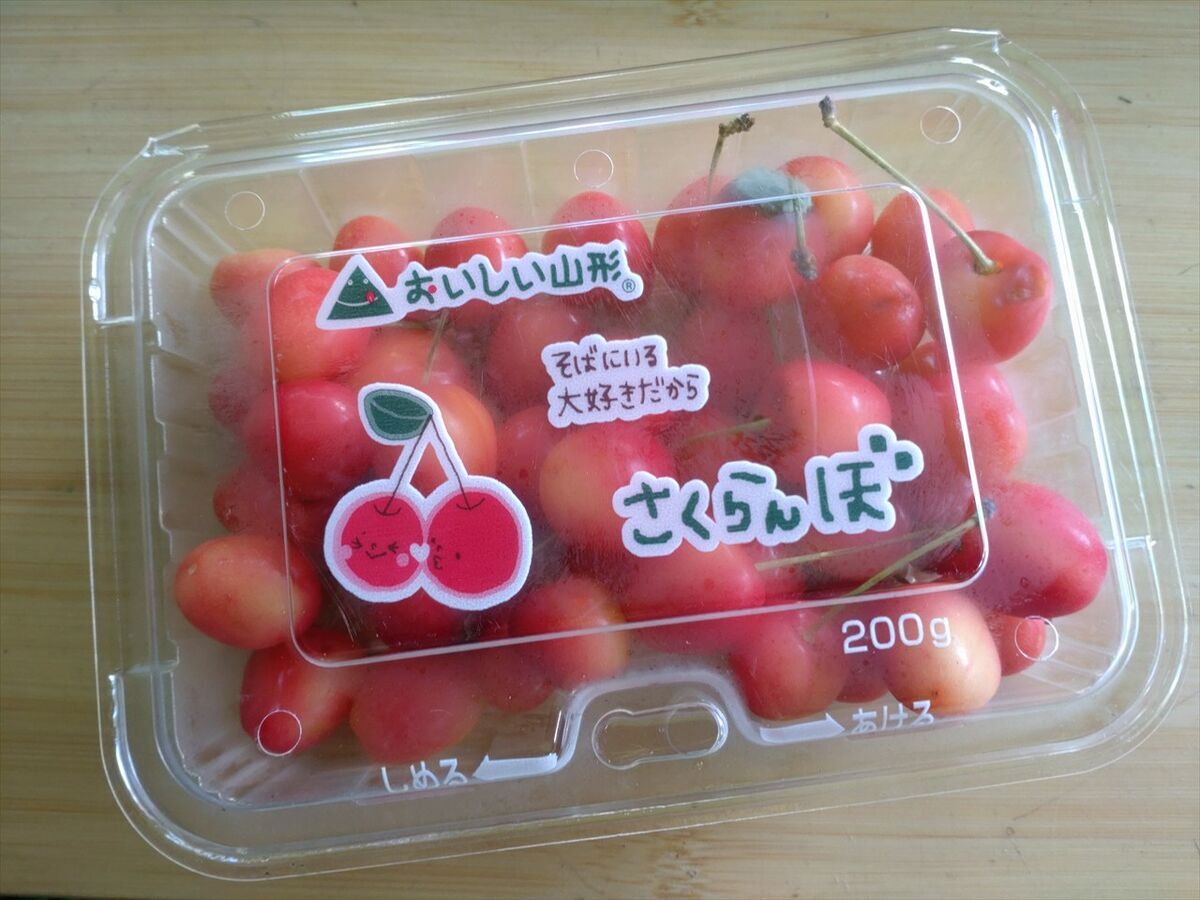 おいしい山形®
そばにいる
大好きだから
さくらんぼ
200g
しめる
あける